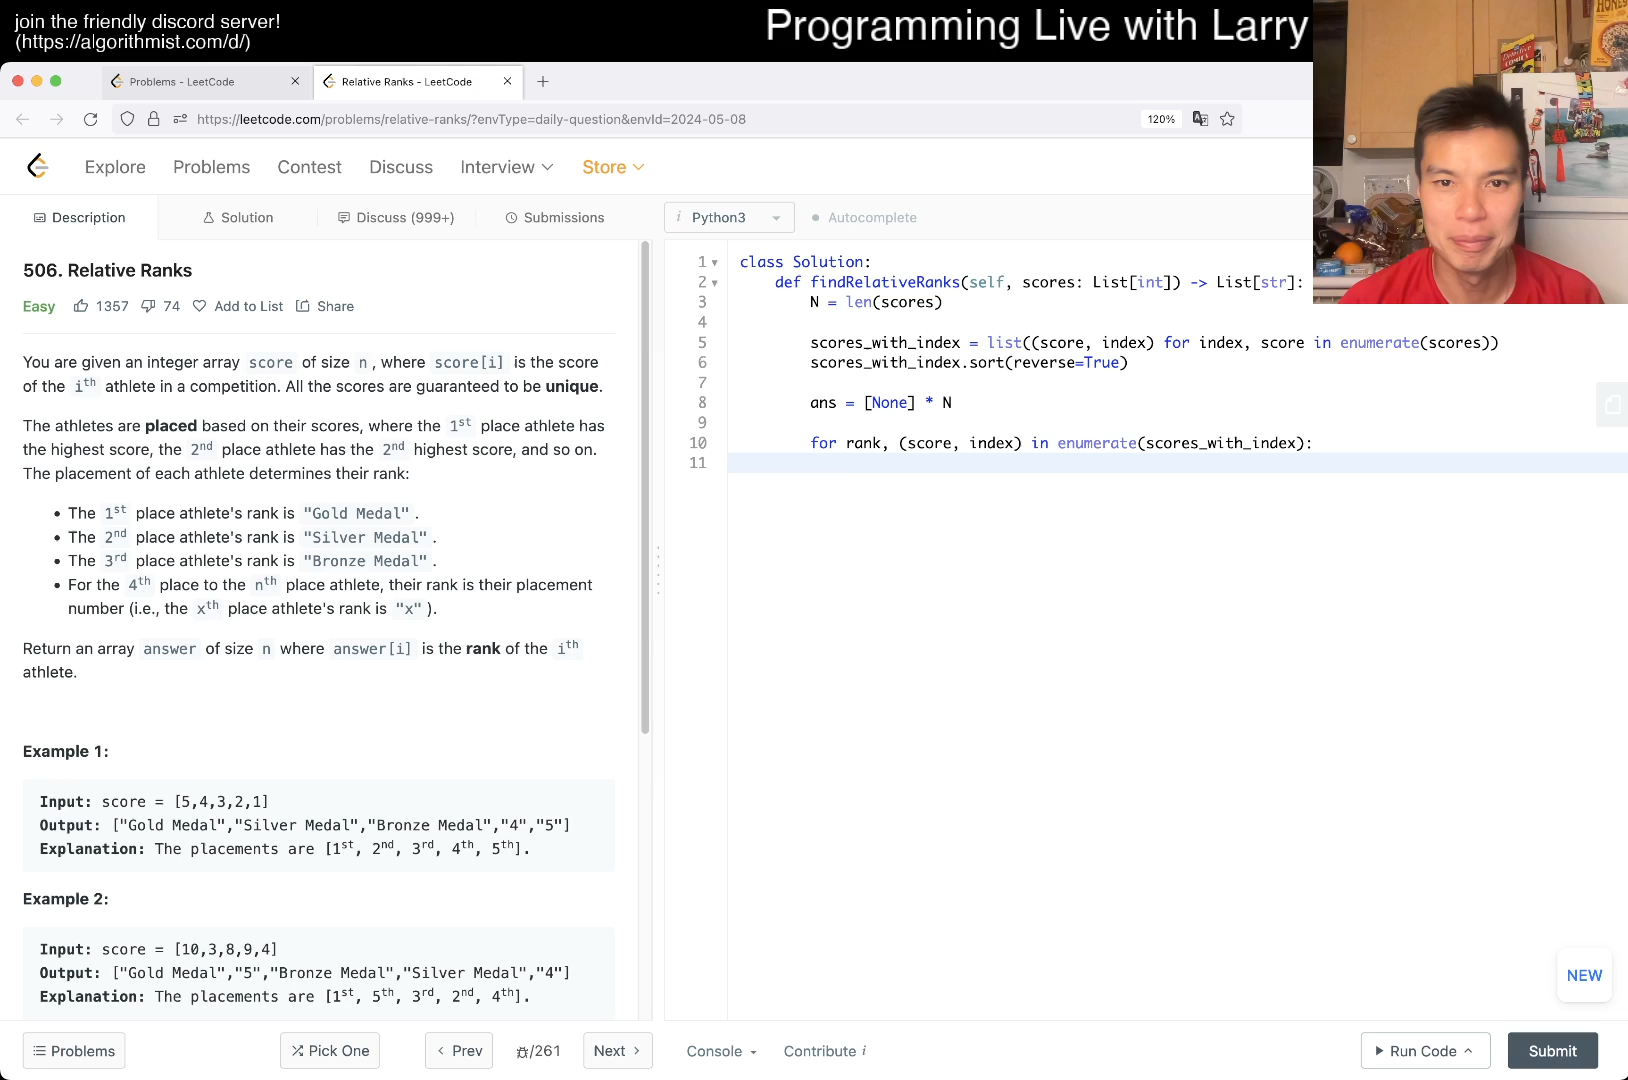 join the friendly discord server!
(https://algorithmist.com/d/)
Programming Live with Larry
Problems - LeetCode
Relative Ranks - LeetCode
https://leetcode.com/problems/relative-ranks/?envType=daily-question&envId=2024-05-08
120%
Explore Problems Contest Discuss Interview Store
Description Solution Discuss (999+) Submissions
i Python3 Autocomplete
506. Relative Ranks
Easy 1357 74 Add to List Share
You are given an integer array score of size n, where score[i] is the score
of the ith athlete in a competition. All the scores are guaranteed to be unique.
The athletes are placed based on their scores, where the 1st place athlete has
the highest score, the 2nd place athlete has the 2nd highest score, and so on.
The placement of each athlete determines their rank:
• The 1st place athlete's rank is "Gold Medal".
• The 2nd place athlete's rank is "Silver Medal".
• The 3rd place athlete's rank is "Bronze Medal".
• For the 4th place to the nth place athlete, their rank is their placement
number (i.e., the xth place athlete's rank is "x").
Return an array answer of size n where answer[i] is the rank of the ith
athlete.
Example 1:
Input: score = [5,4,3,2,1]
Output: ["Gold Medal","Silver Medal","Bronze Medal","4","5"]
Explanation: The placements are [1st, 2nd, 3rd, 4th, 5th].
Example 2:
Input: score = [10,3,8,9,4]
Output: ["Gold Medal","5","Bronze Medal","Silver Medal","4"]
Explanation: The placements are [1st, 5th, 3rd, 2nd, 4th].
1 class Solution:
2 def findRelativeRanks(self, scores: List[int]) -> List[str]:
3 N = len(scores)
4
5 scores_with_index = list((score, index) for index, score in enumerate(scores))
6 scores_with_index.sort(reverse=True)
7
8 ans = [None] * N
9
10 for rank, (score, index) in enumerate(scores_with_index):
11
NEW
Problems Pick One Prev /261 Next Console Contribute i Run Code Submit